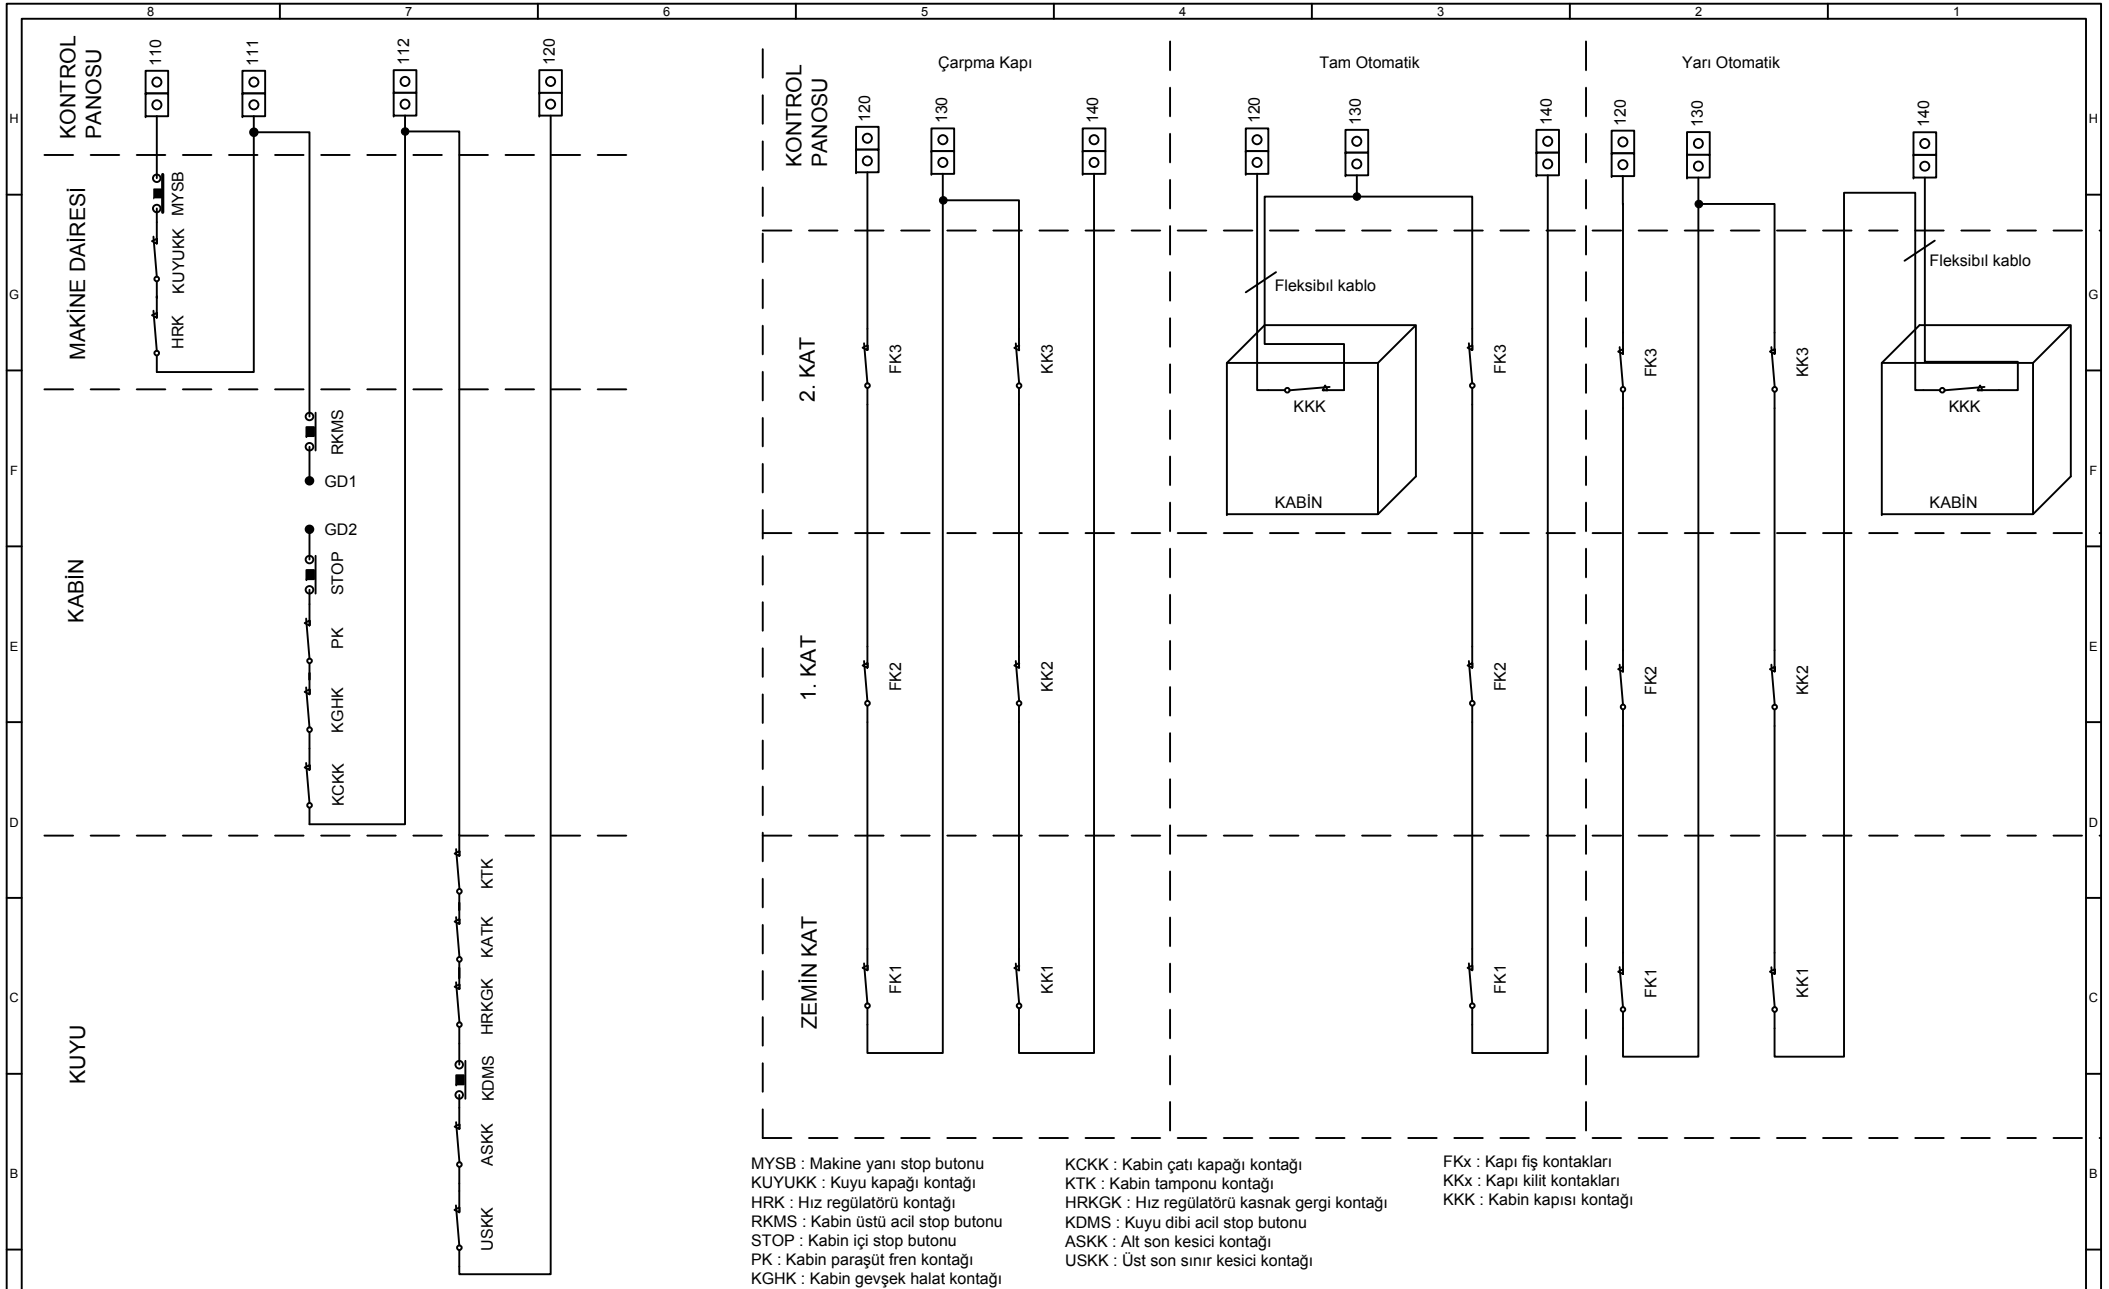 8 7 6 5 4 3 2 1
H
G
F
E
D
C
B
KONTROL
PANOSU
110
111
112
120
MAKİNE DAİRESİ
MYSB
KUYUKK
HRK
KABİN
RKMS
GD1
GD2
STOP
PK
KGHK
KCKK
KUYU
KTK
KATK
HRKGK
KDMS
ASKK
USKK
KONTROL
PANOSU
2. KAT
1. KAT
ZEMİN KAT
Çarpma Kapı
120
130
140
FK3
KK3
FK2
KK2
FK1
KK1
Tam Otomatik
120
130
140
Fleksibıl kablo
KKK
KABİN
FK3
FK2
FK1
Yarı Otomatik
120
130
140
Fleksibıl kablo
FK3
KK3
KKK
KABİN
FK2
KK2
FK1
KK1
H
G
F
E
D
C
B
MYSB : Makine yanı stop butonu
KUYUKK : Kuyu kapağı kontağı
HRK : Hız regülatörü kontağı
RKMS : Kabin üstü acil stop butonu
STOP : Kabin içi stop butonu
PK : Kabin paraşüt fren kontağı
KGHK : Kabin gevşek halat kontağı
KCKK : Kabin çatı kapağı kontağı
KTK : Kabin tamponu kontağı
HRKGK : Hız regülatörü kasnak gergi kontağı
KDMS : Kuyu dibi acil stop butonu
ASKK : Alt son kesici kontağı
USKK : Üst son sınır kesici kontağı
FKx : Kapı fiş kontakları
KKx : Kapı kilit kontakları
KKK : Kabin kapısı kontağı